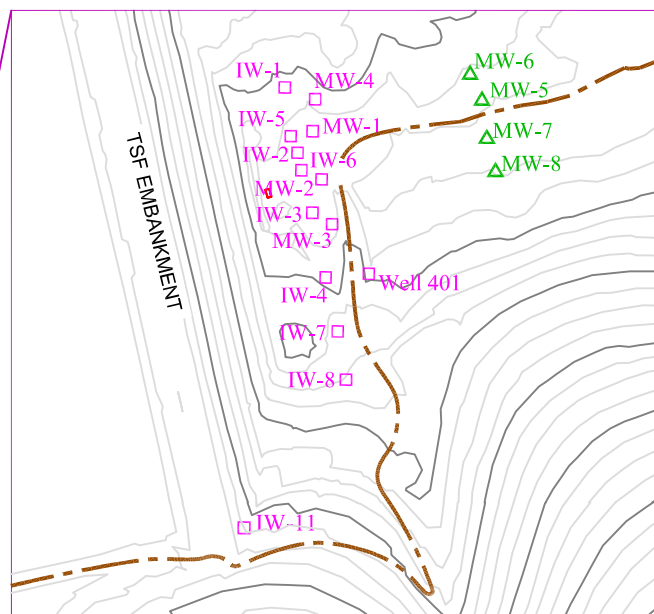 MW-6
IW-1
MW-4
MW-5
IW-5
MW-1
MW-7
IW-2
IW-6
MW-8
MW-2
IW-3
MW-3
IW-4
Well 401
IW-7
IW-8
IW-11
TSF EMBANKMENT